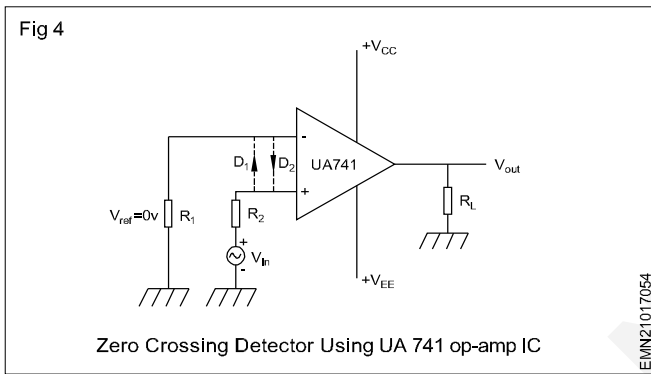 Fig 4
+VCC
-
D1
D2
UA741
+
Vout
Vref=0v
R1
R2
RL
+
VIn
-
+VEE
Zero Crossing Detector Using UA 741 op-amp IC
EMN21017054